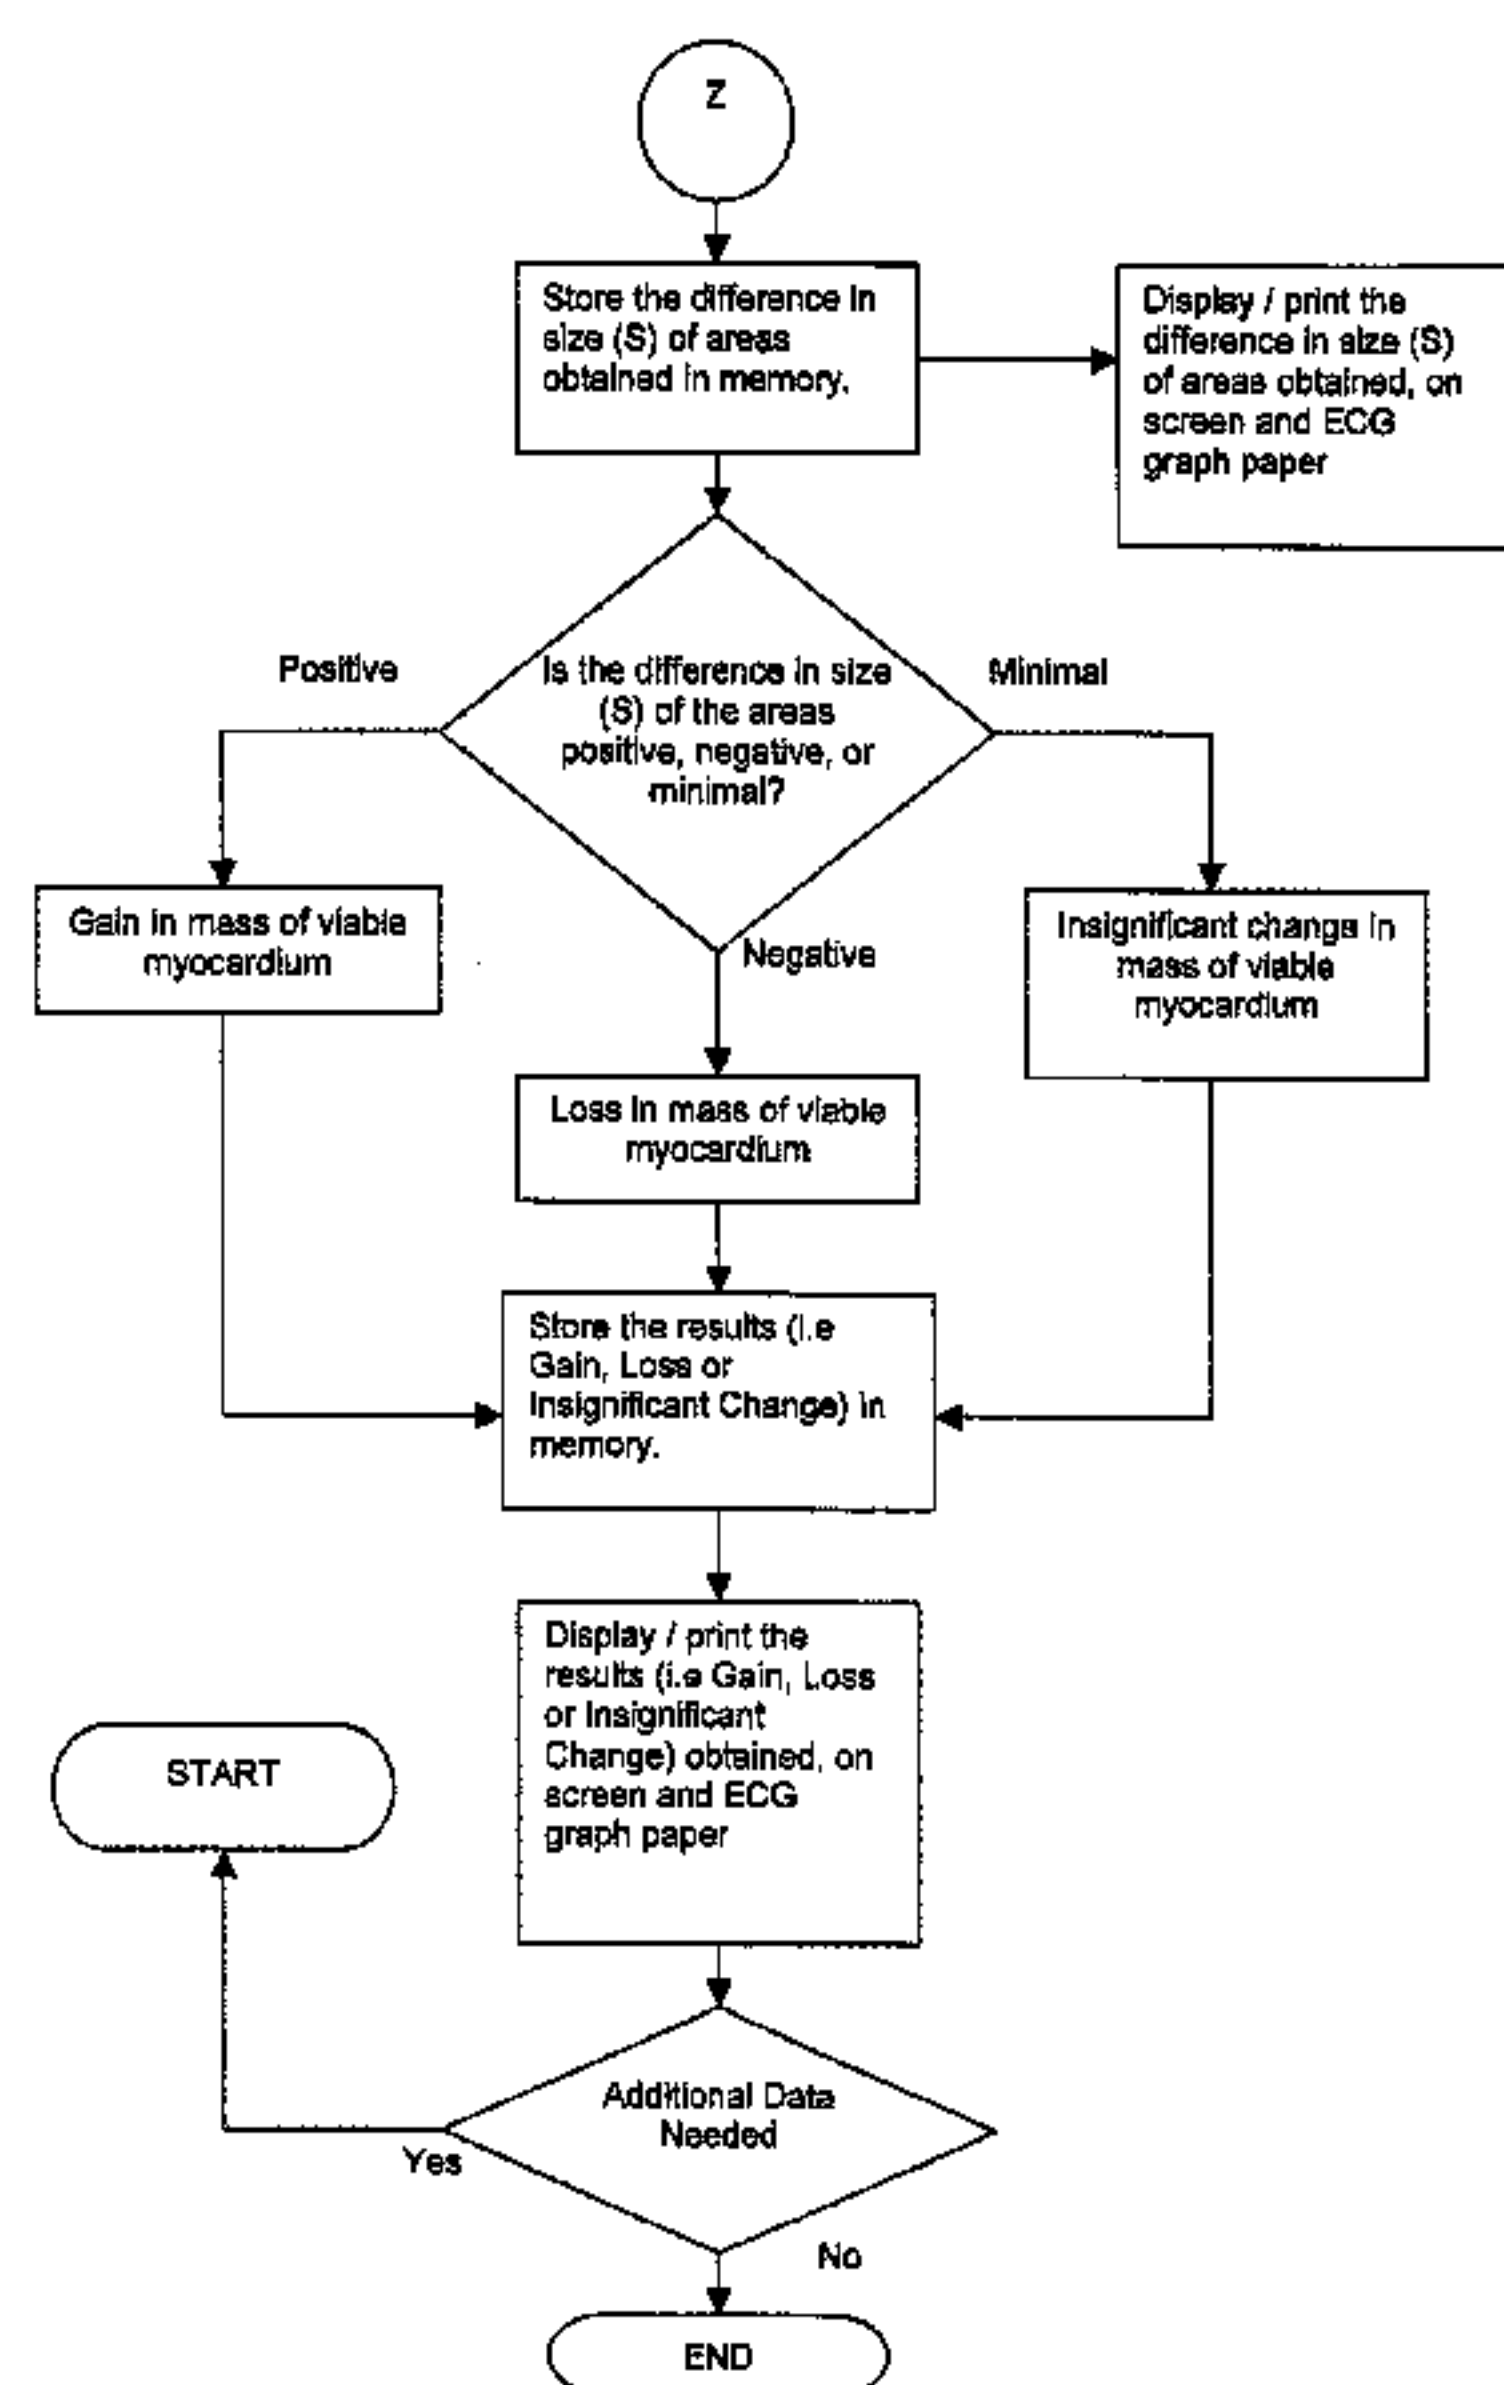 Z
Store the difference in
size (S) of areas
obtained in memory.
Display / print the
difference in size (S)
of areas obtained, on
screen and ECG
graph paper
Positive
Is the difference in size
(S) of the areas
positive, negative, or
minimal?
Minimal
Gain in mass of viable
myocardium
Negative
Insignificant change in
mass of viable
myocardium
Loss in mass of viable
myocardium
Store the results (i.e
Gain, Loss or
Insignificant Change) in
memory.
Display / print the
results (i.e Gain, Loss
or Insignificant
Change) obtained, on
screen and ECG
graph paper
START
Additional Data
Needed
Yes
No
END